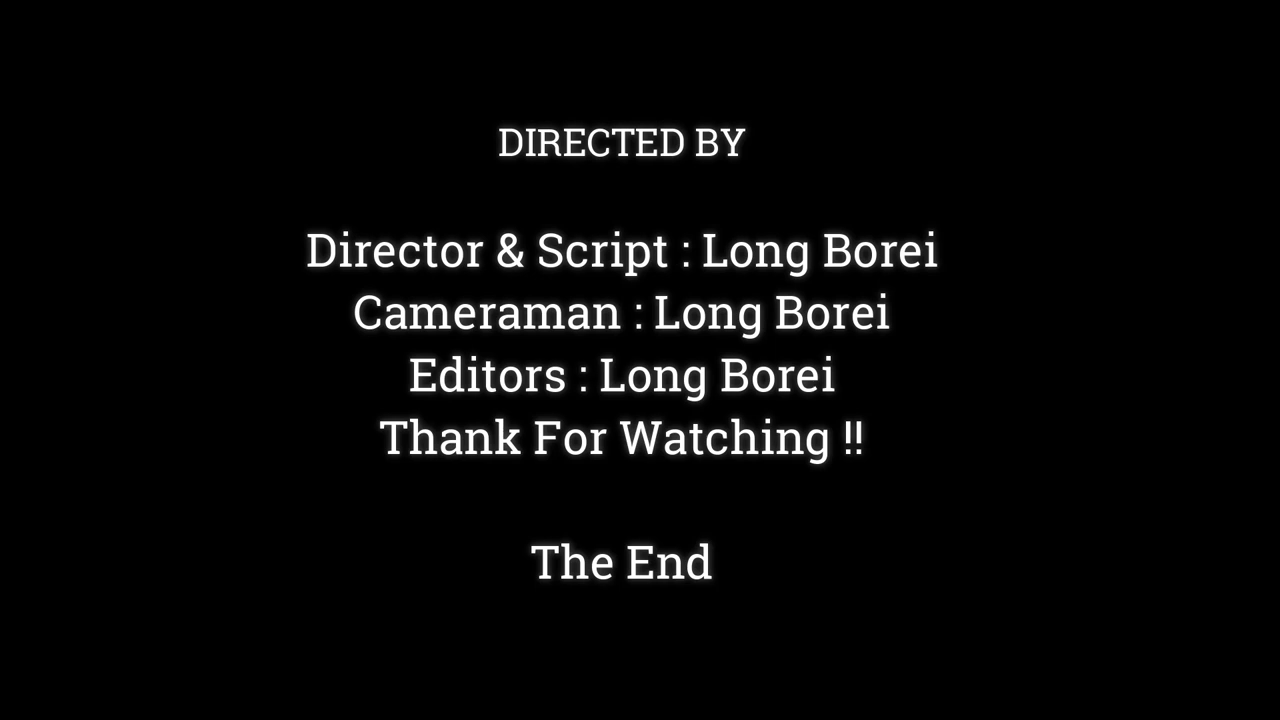 DIRECTED BY
Director & Script : Long Borei
Cameraman : Long Borei
Editors : Long Borei
Thank For Watching !!
The End